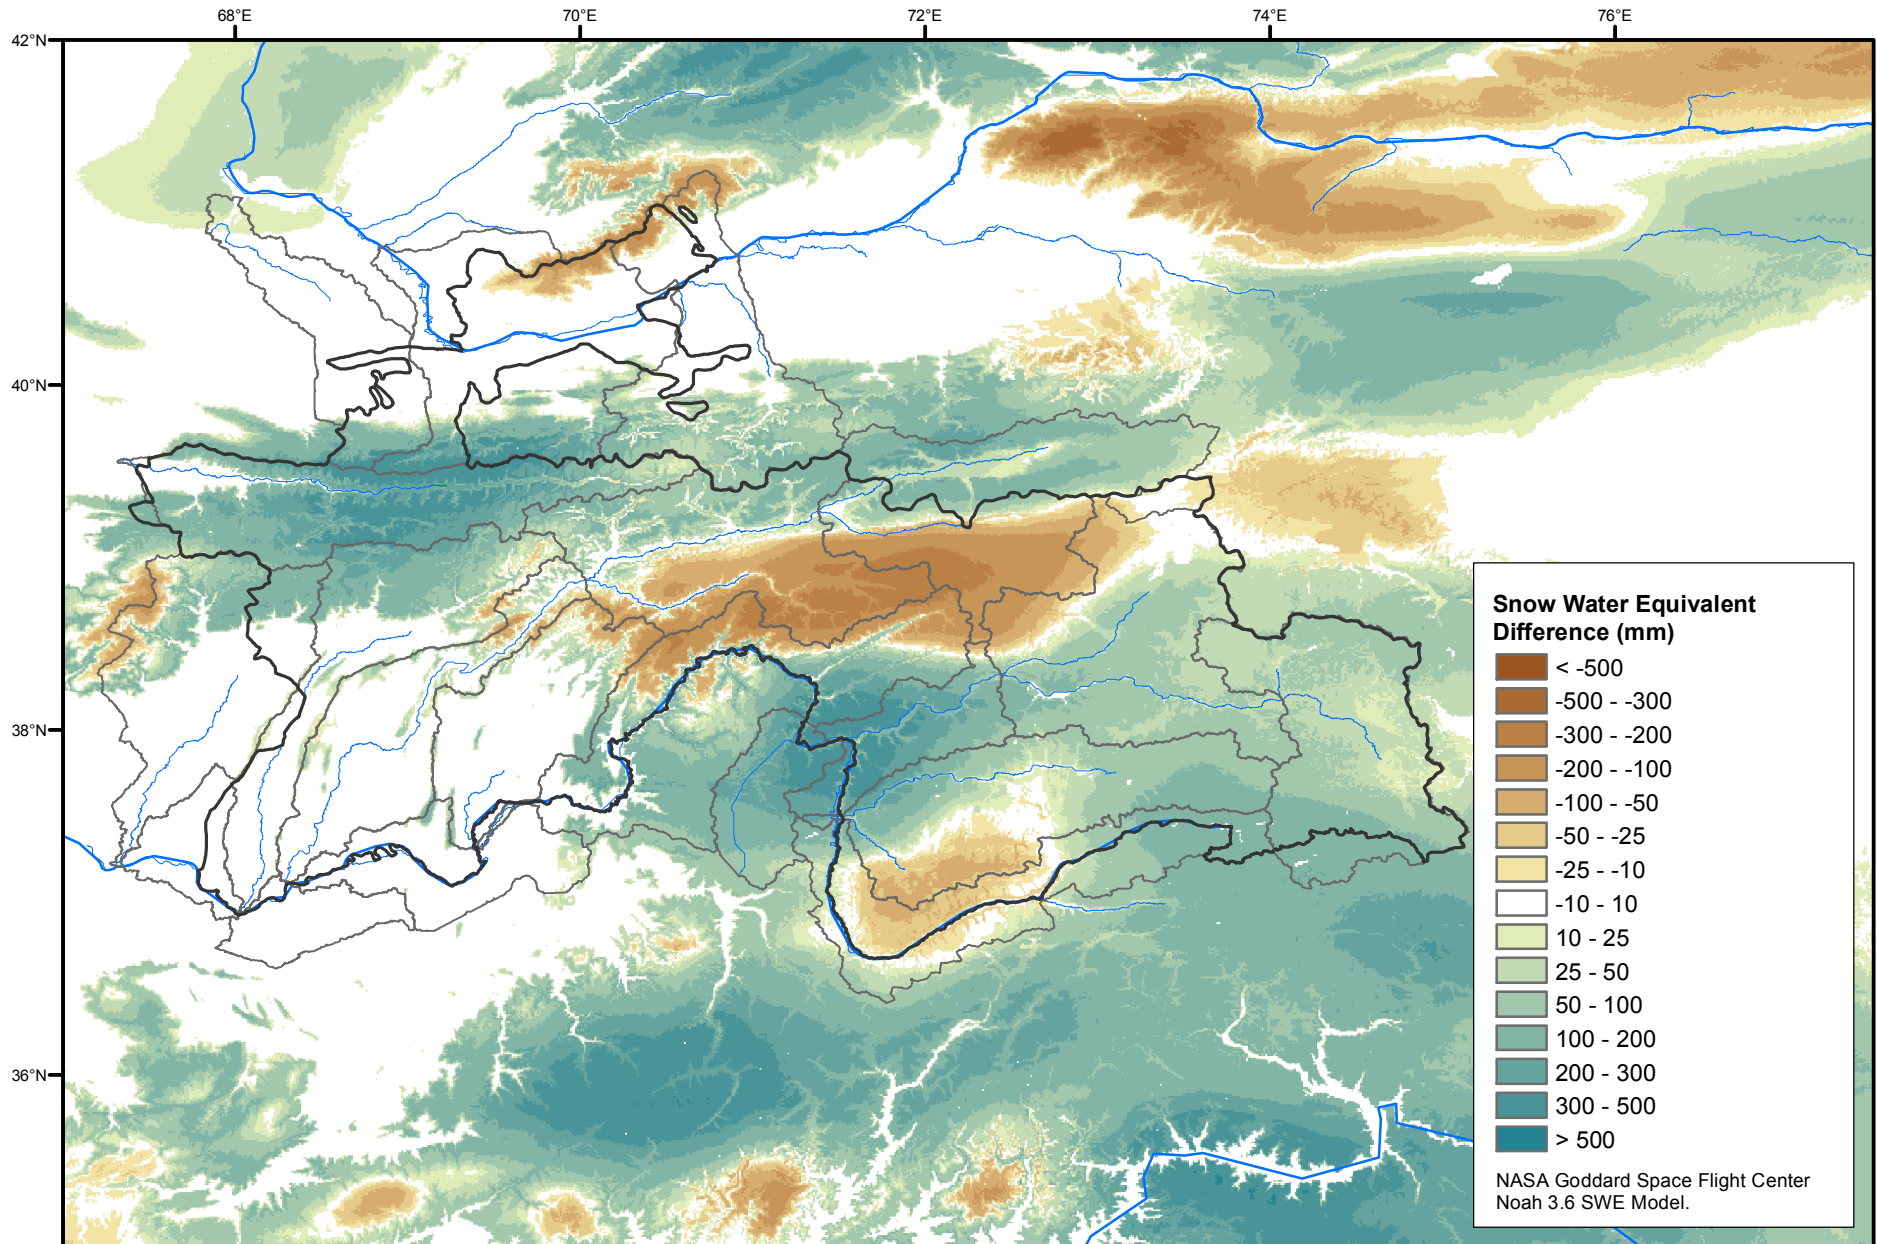 68°E 70°E 72°E 74°E 76°E
42°N
40°N
38°N
36°N
Snow Water Equivalent
Difference (mm)
< -500
-500 - -300
-300 - -200
-200 - -100
-100 - -50
-50 - -25
-25 - -10
-10 - 10
10 - 25
25 - 50
50 - 100
100 - 200
200 - 300
300 - 500
> 500
NASA Goddard Space Flight Center
Noah 3.6 SWE Model.